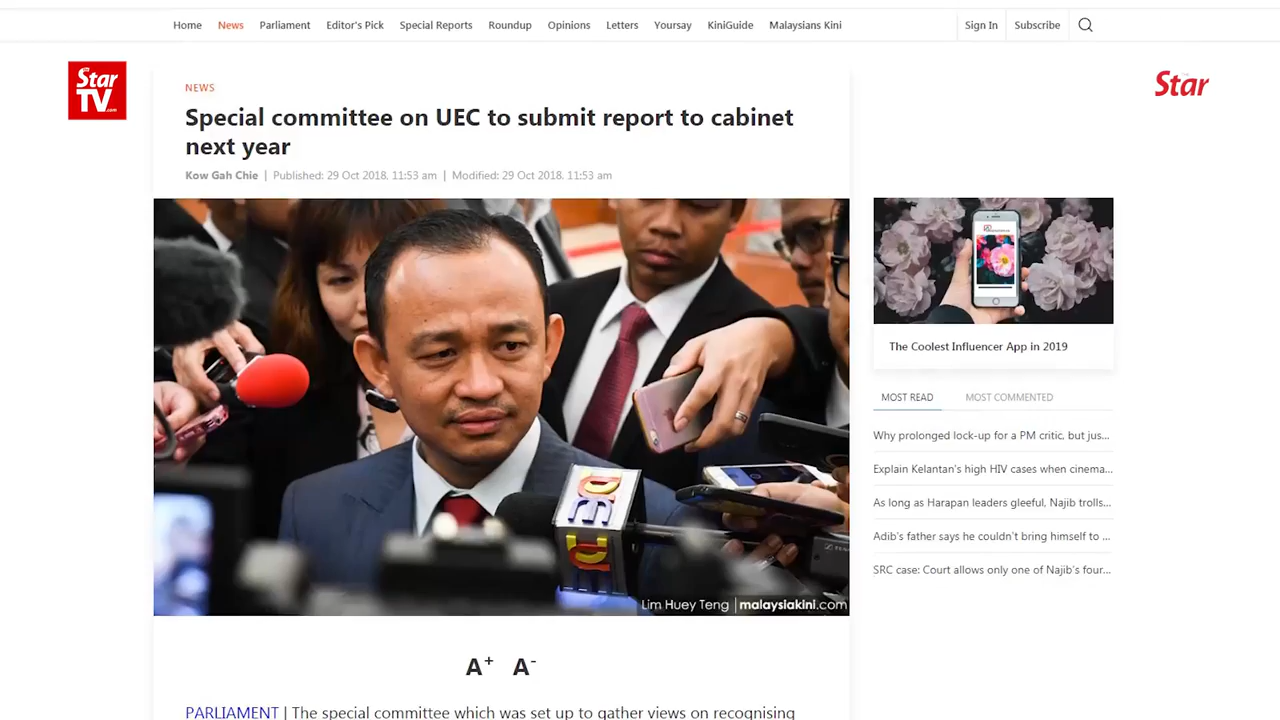 Home News Parliament Editor's Pick Special Reports Roundup Opinions Letters Yoursay KiniGuide Malaysians Kini Sign In Subscribe
Star
TV.com
Star
NEWS
Special committee on UEC to submit report to cabinet
next year
Kow Gah Chie | Published: 29 Oct 2018, 11:53 am | Modified: 29 Oct 2018, 11:53 am
Lim Huey Teng | malaysiakini.com
The Coolest Influencer App in 2019
MOST READ MOST COMMENTED
Why prolonged lock-up for a PM critic, but jus...
Explain Kelantan's high HIV cases when cinema...
As long as Harapan leaders gleeful, Najib trolls...
Adib's father says he couldn't bring himself to ...
SRC case: Court allows only one of Najib's four...
A+ A-
PARLIAMENT | The special committee which was set up to gather views on recognising